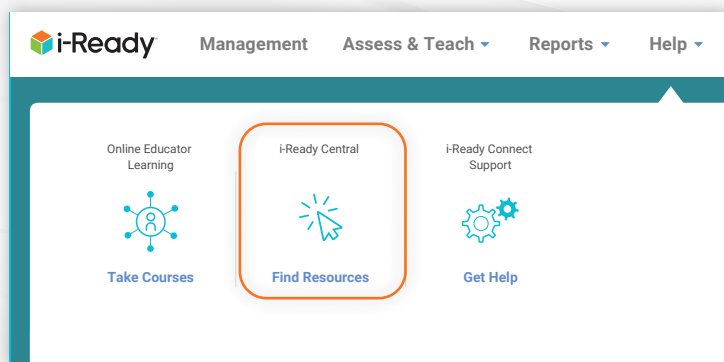 i-Ready Management Assess & Teach Reports Help
Online Educator
Learning
Take Courses
i-Ready Central
Find Resources
i-Ready Connect
Support
Get Help